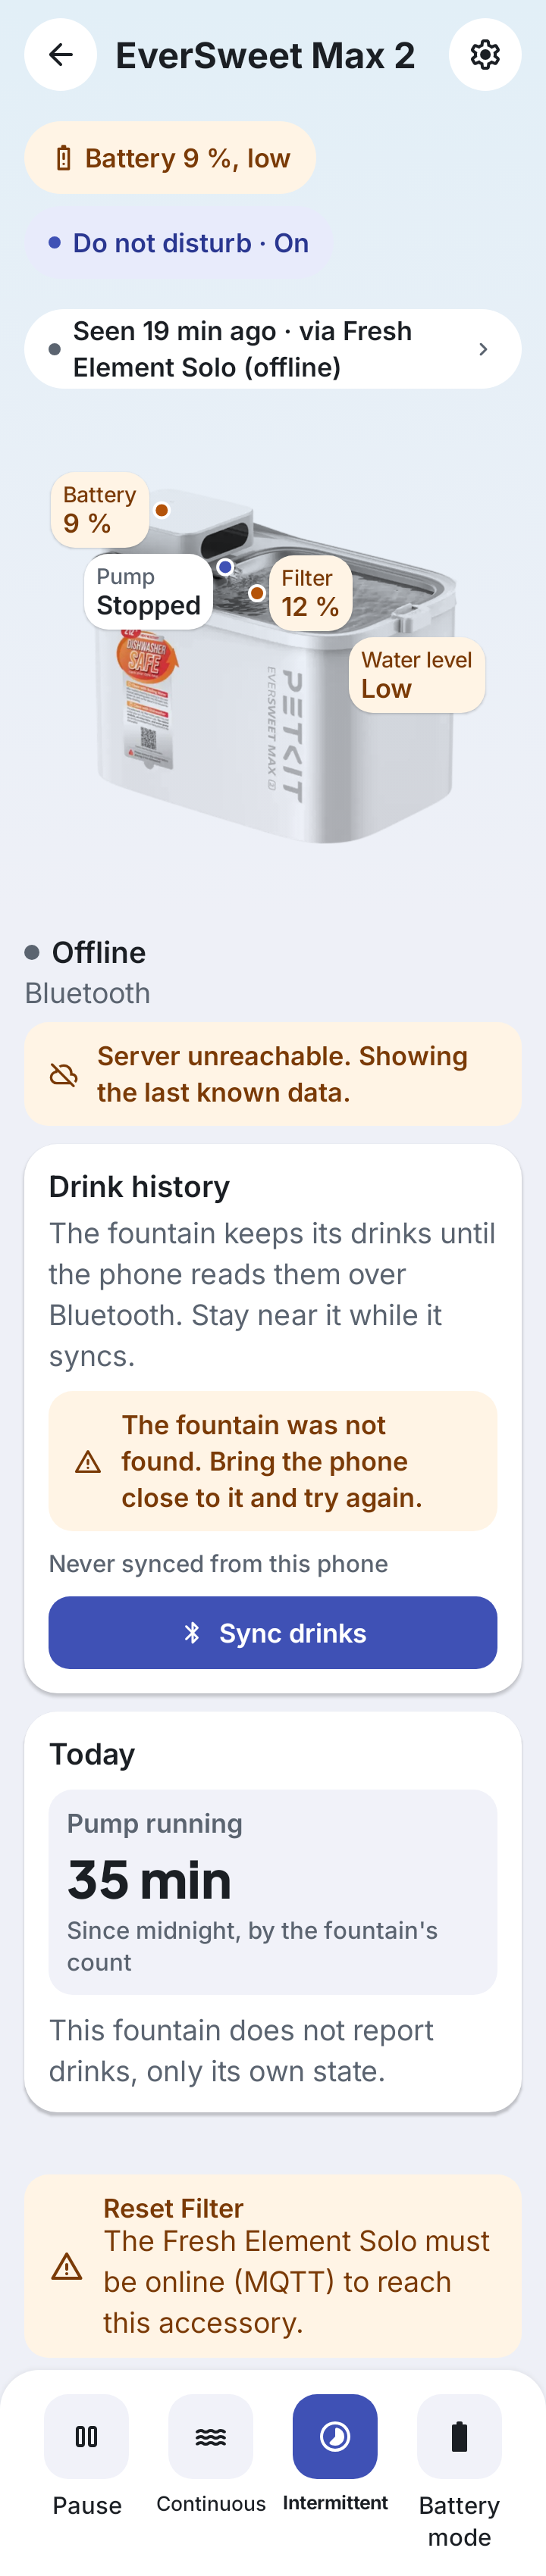 EverSweet Max 2
Battery 9 %, low
Do not disturb · On
Seen 19 min ago · via Fresh
Element Solo (offline)
Battery
9 %
Pump
Stopped
Filter
12 %
Water level
Low
DISHWASHER
SAFE
PETKIT
EVERSWEET MAX 2
Offline
Bluetooth
Server unreachable. Showing
the last known data.
Drink history
The fountain keeps its drinks until
the phone reads them over
Bluetooth. Stay near it while it
syncs.
The fountain was not
found. Bring the phone
close to it and try again.
Never synced from this phone
Sync drinks
Today
Pump running
35 min
Since midnight, by the fountain's
count
This fountain does not report
drinks, only its own state.
Reset Filter
The Fresh Element Solo must
be online (MQTT) to reach
this accessory.
Pause
Continuous
Intermittent
Battery
mode